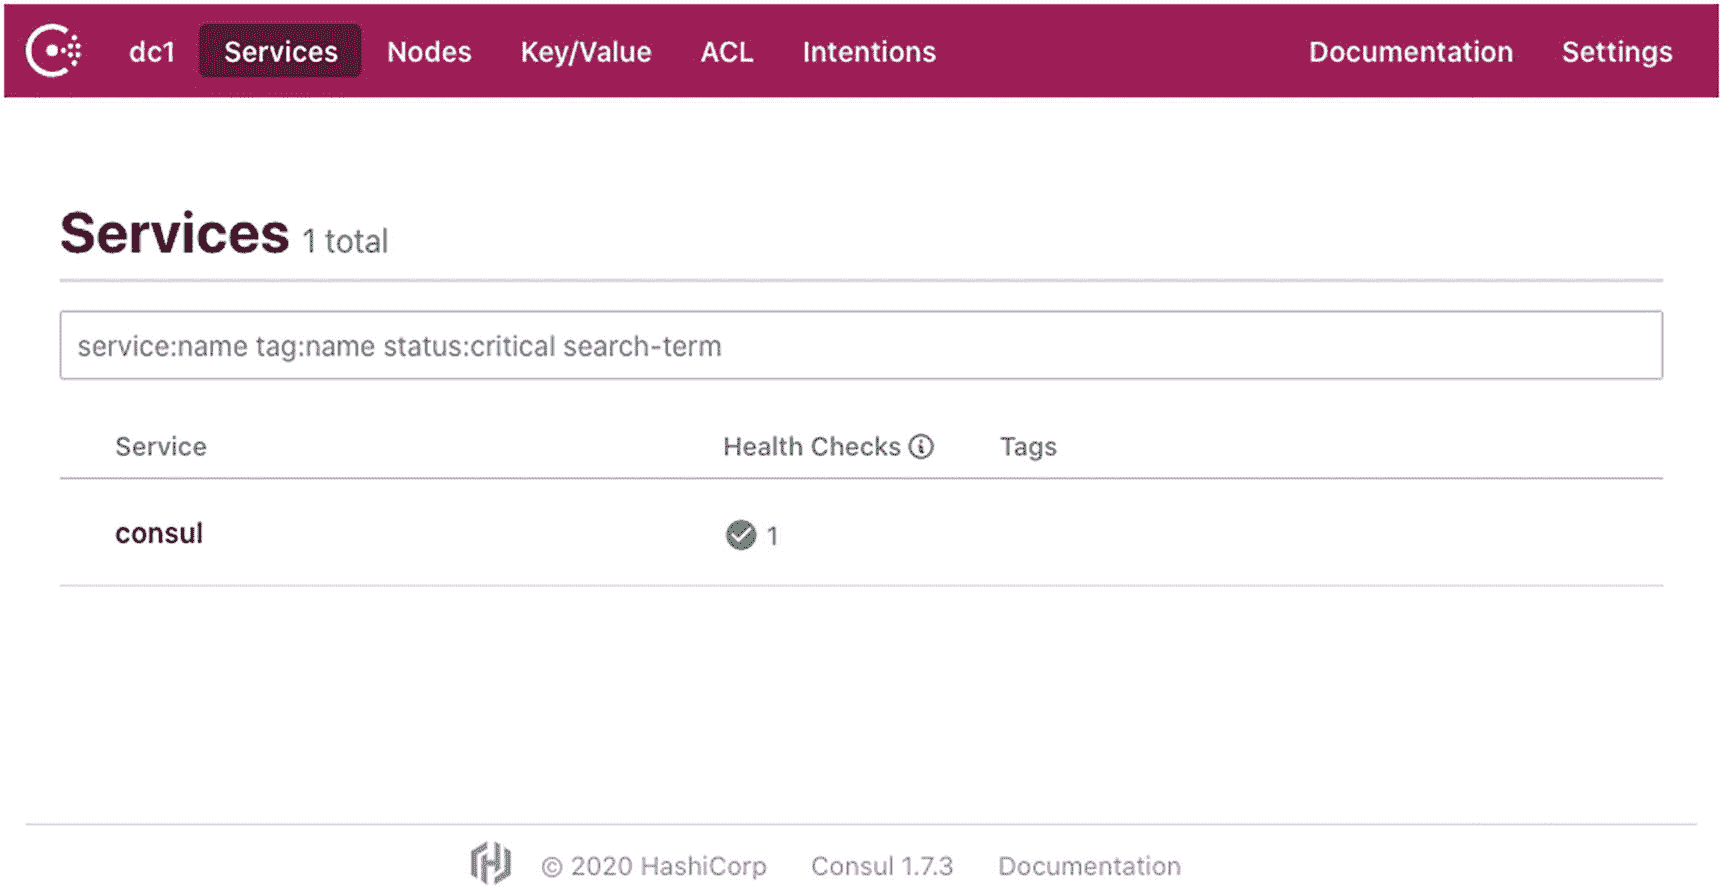 dc1 Services Nodes Key/Value ACL Intentions Documentation Settings
Services 1 total
service:name tag:name status:critical search-term
Service Health Checks Tags
consul 1
© 2020 HashiCorp Consul 1.7.3 Documentation